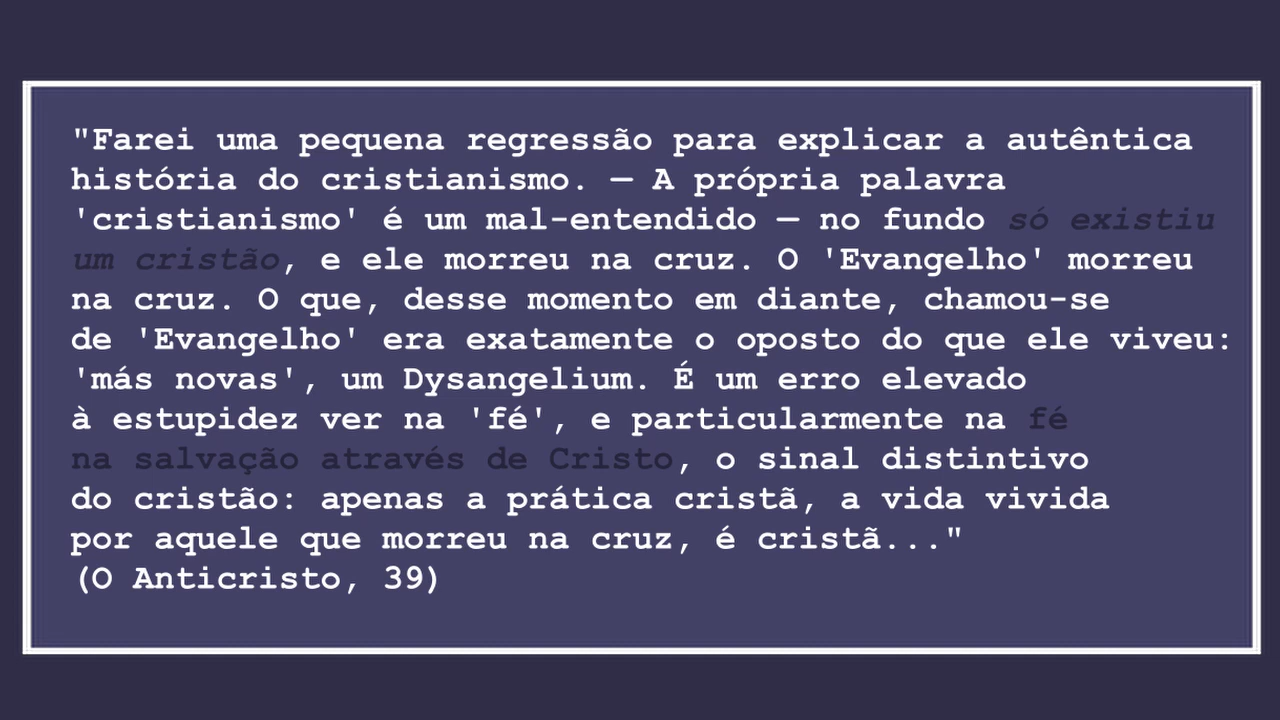 "Farei uma pequena regressão para explicar a autêntica
história do cristianismo. — A própria palavra
'cristianismo' é um mal-entendido — no fundo só existiu
um cristão, e ele morreu na cruz. O 'Evangelho' morreu
na cruz. O que, desse momento em diante, chamou-se
de 'Evangelho' era exatamente o oposto do que ele viveu:
'más novas', um Dysangelium. É um erro elevado
à estupidez ver na 'fé', e particularmente na fé
na salvação através de Cristo, o sinal distintivo
do cristão: apenas a prática cristã, a vida vivida
por aquele que morreu na cruz, é cristã..."
(O Anticristo, 39)